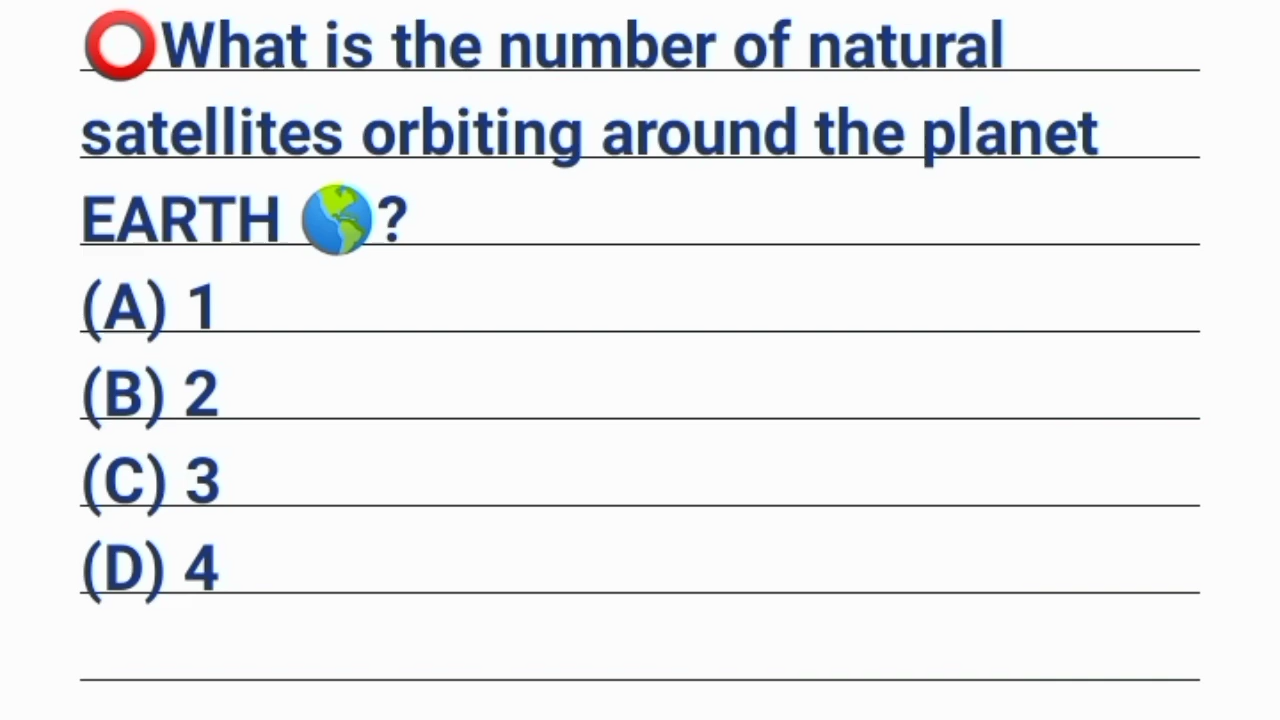 ⭕What is the number of natural
satellites orbiting around the planet
EARTH 🌎?
(A) 1
(B) 2
(C) 3
(D) 4